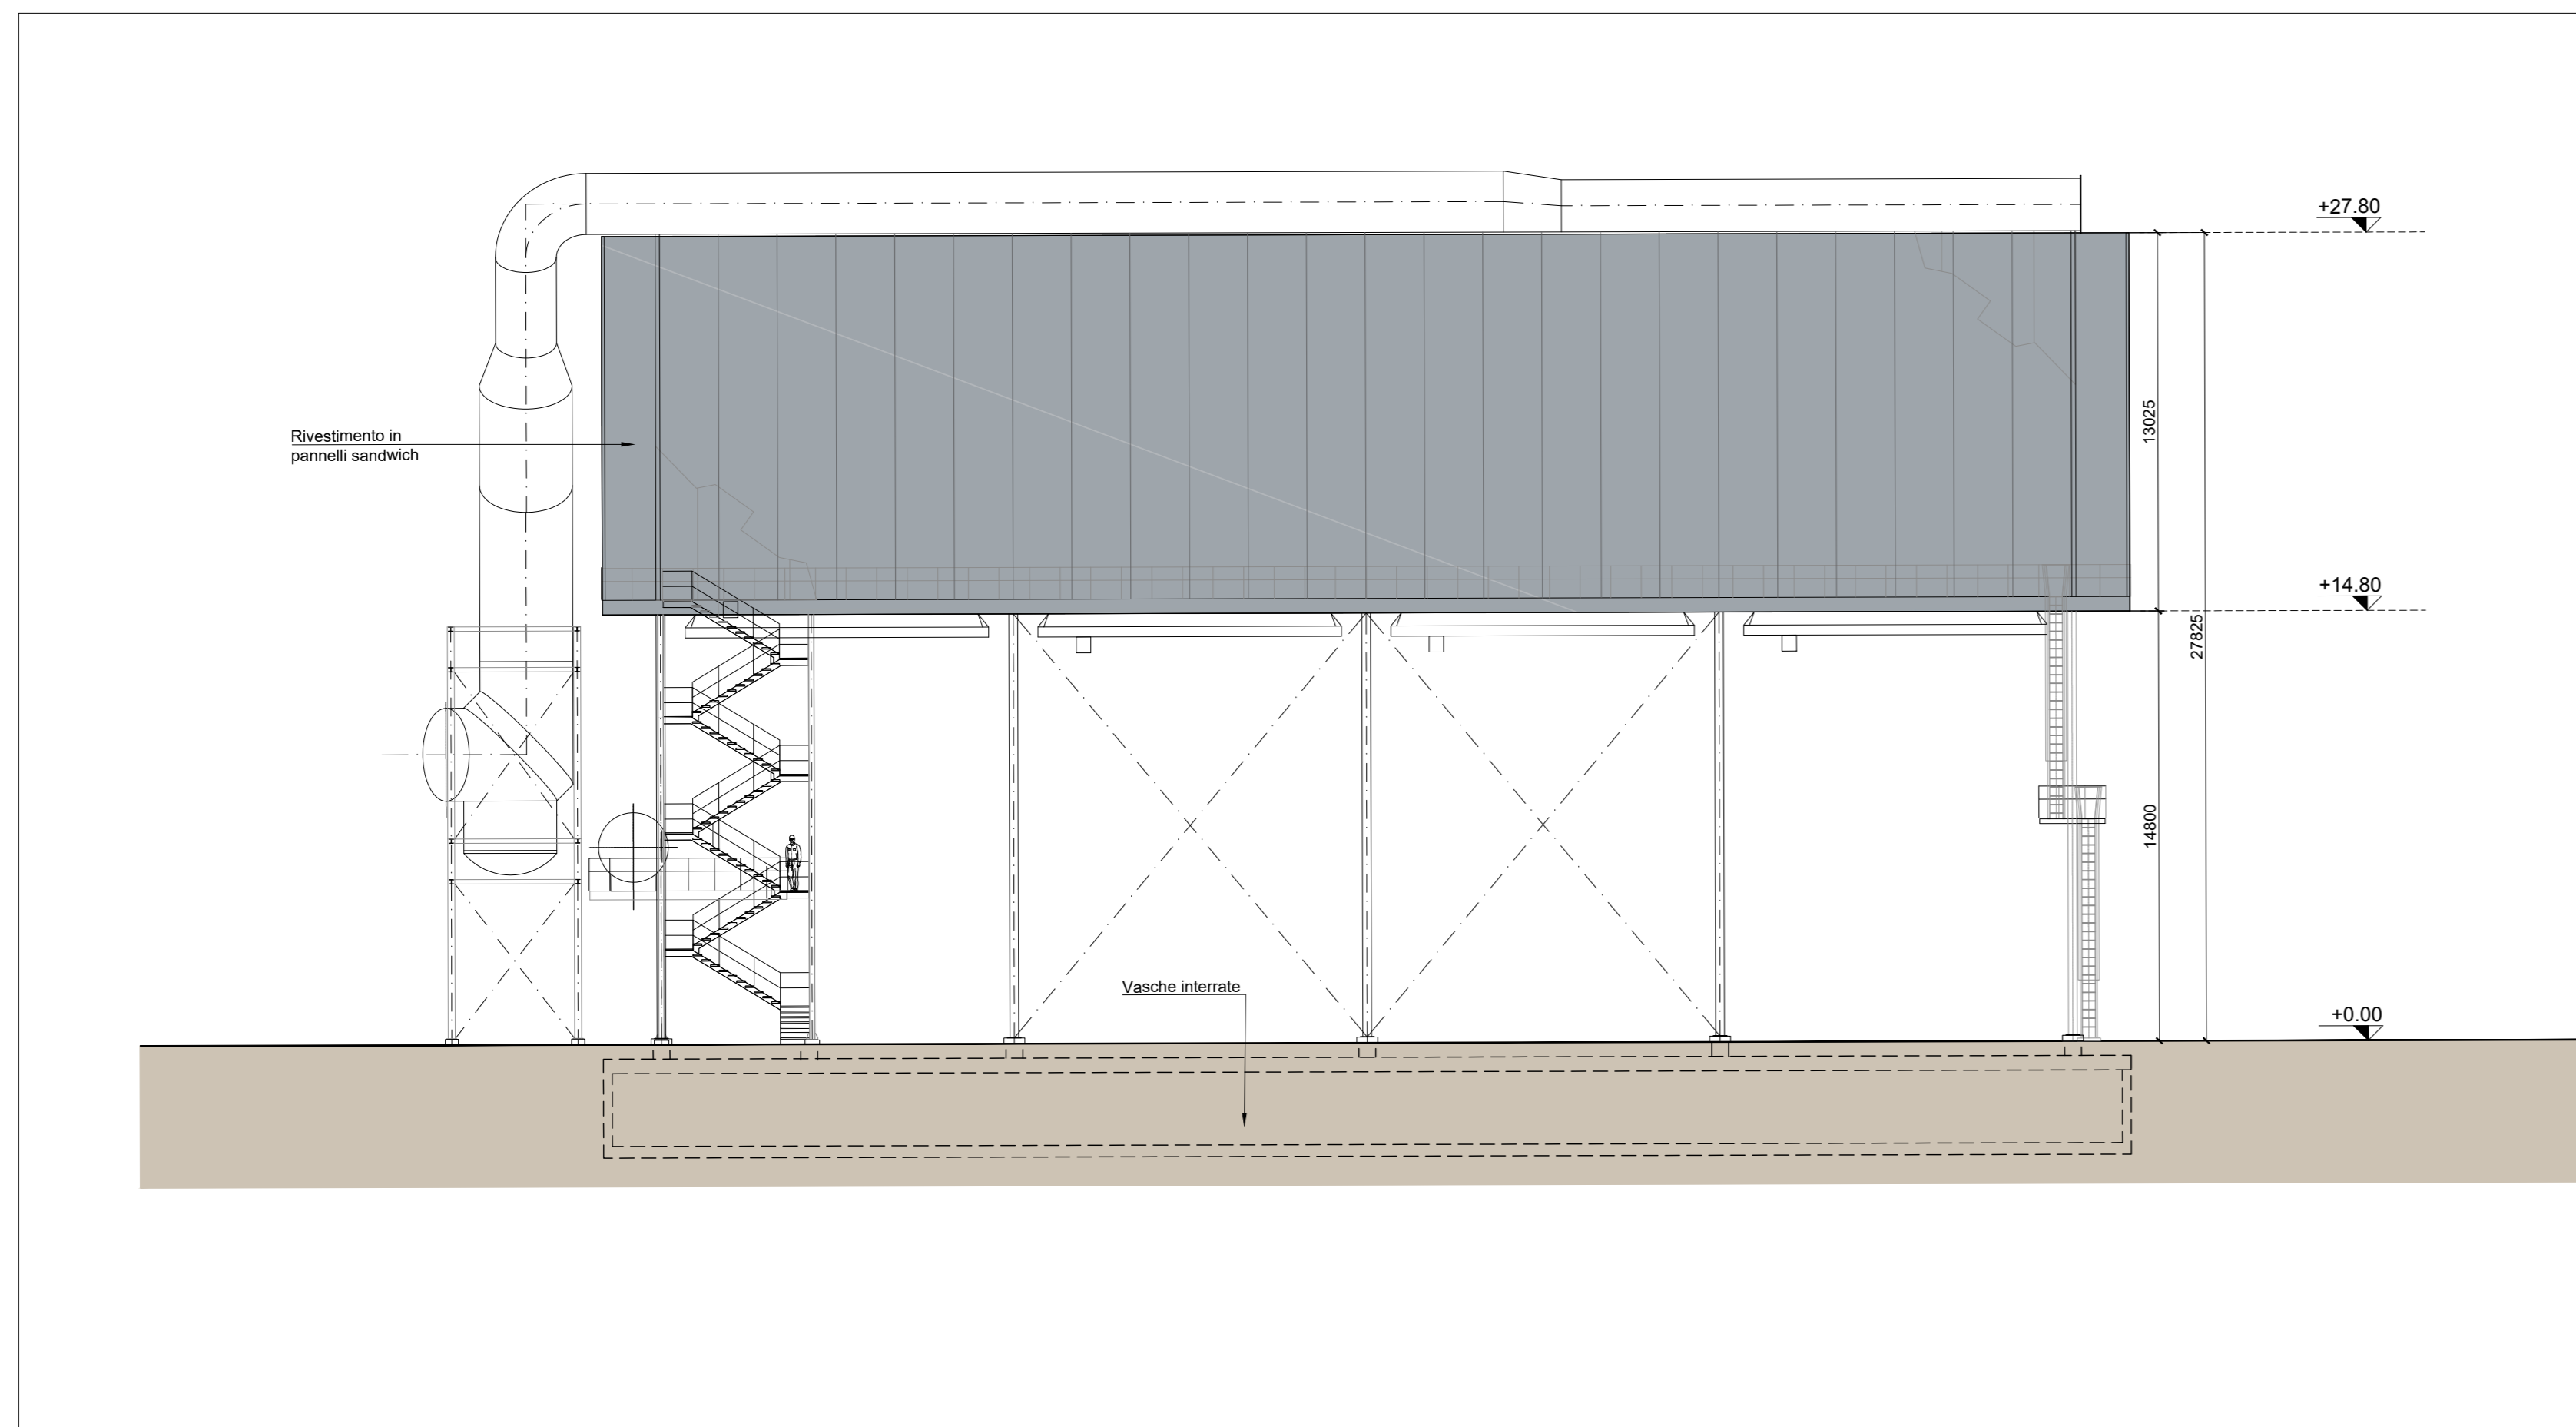 +27.80
Rivestimento in
pannelli sandwich
13025
+14.80
27825
14800
Vasche interrate
+0.00